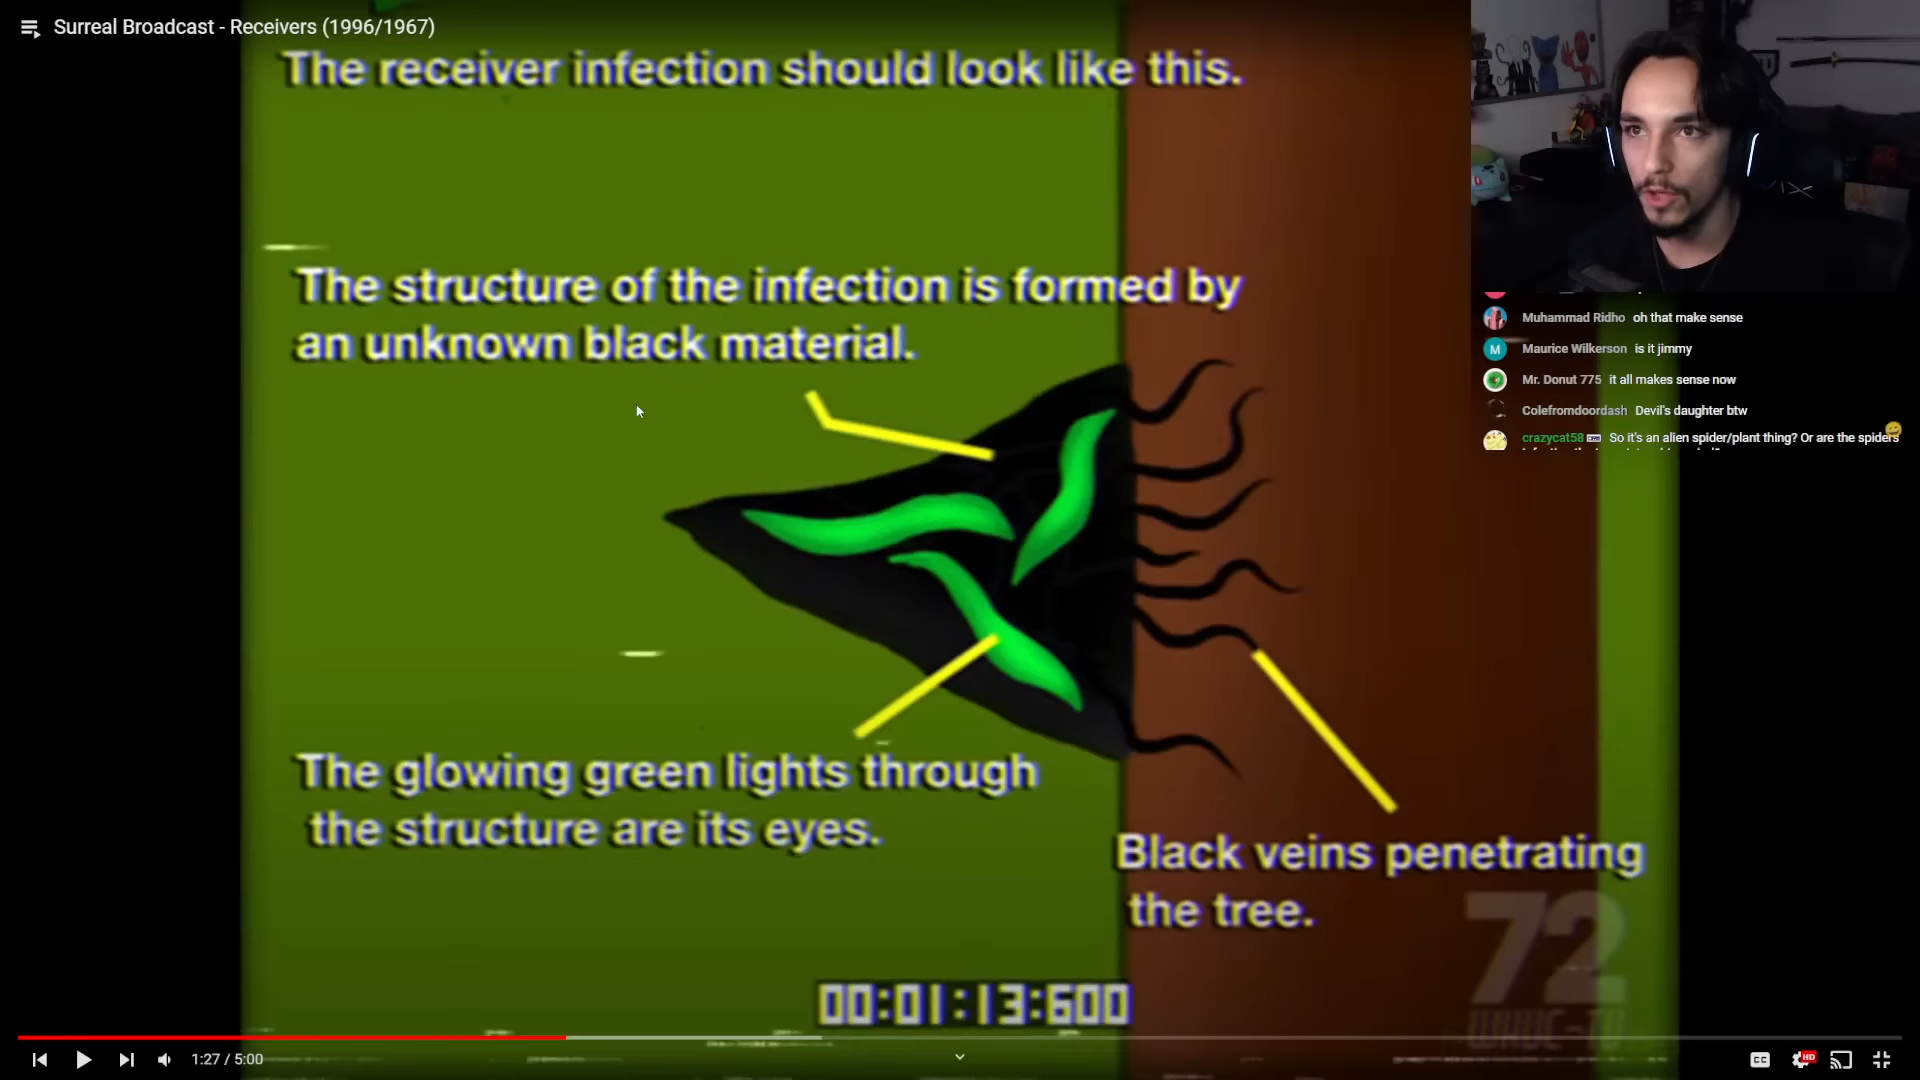 Surreal Broadcast - Receivers (1996/1967)
The receiver infection should look like this.
The structure of the infection is formed by
an unknown black material.
Muhammad Ridho oh that make sense
M Maurice Wilkerson is it jimmy
Mr. Donut 775 it all makes sense now
Colefromdoordash Devil's daughter btw
crazycat58 So it's an alien spider/plant thing? Or are the spiders
The glowing green lights through
the structure are its eyes.
Black veins penetrating
the tree.
72
00:01:13:600
1:27 / 5:00
CC
HD